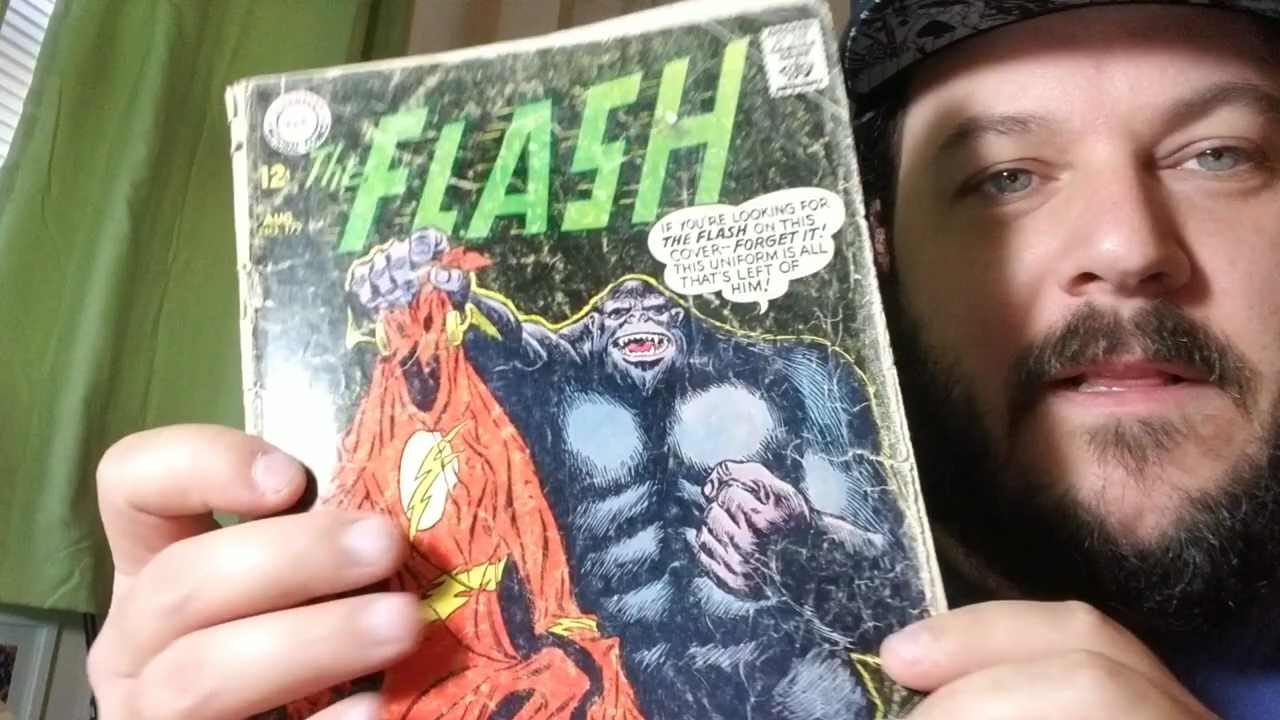 12¢
The FLASH
AUG.
IF YOU'RE LOOKING FOR
THE FLASH ON THIS
COVER-- FORGET IT!
THIS UNIFORM IS ALL
THAT'S LEFT OF
HIM!